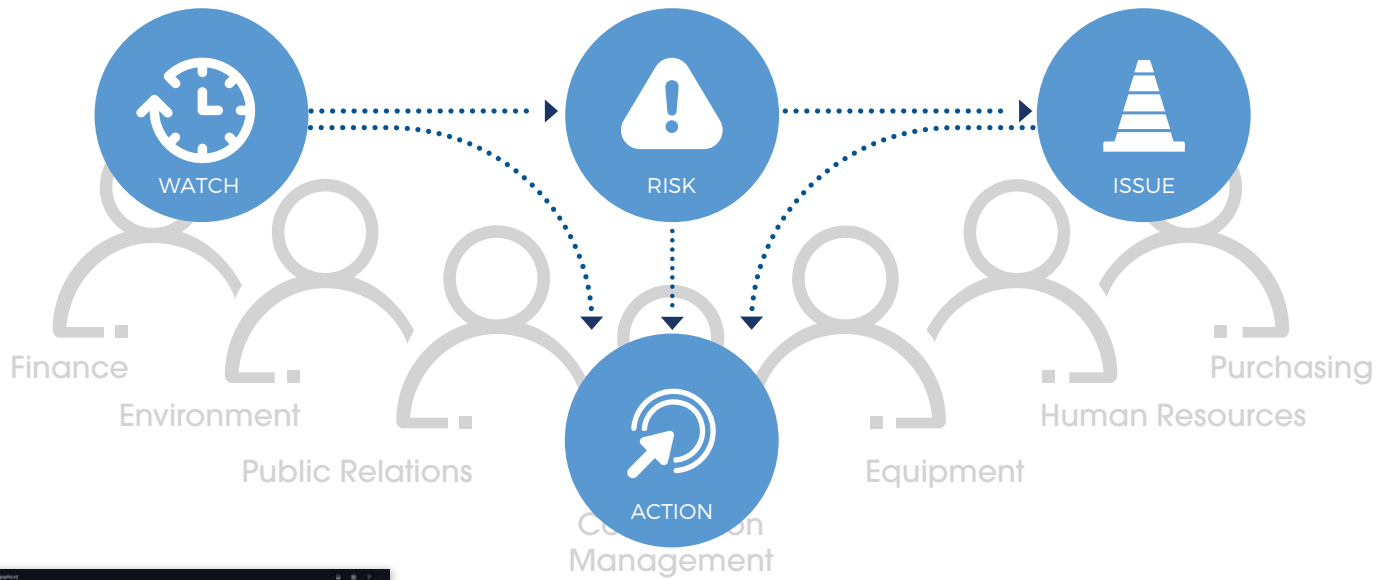 WATCH
RISK
ISSUE
Finance
Purchasing
Environment
Human Resources
Public Relations
Equipment
ACTION
Management